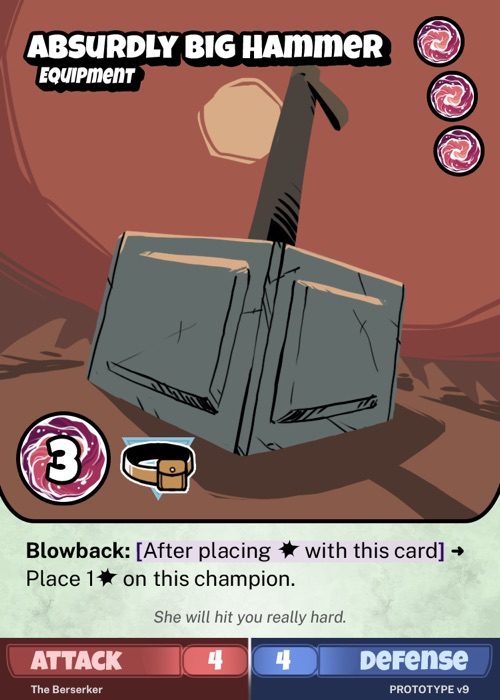 ABSURDLY BIG HAMMER
EQUIPMENT
3
Blowback: [After placing ✸ with this card] ➜
Place 1✸ on this champion.
She will hit you really hard.
ATTACK 4 4 DEFENSE
The Berserker PROTOTYPE v9